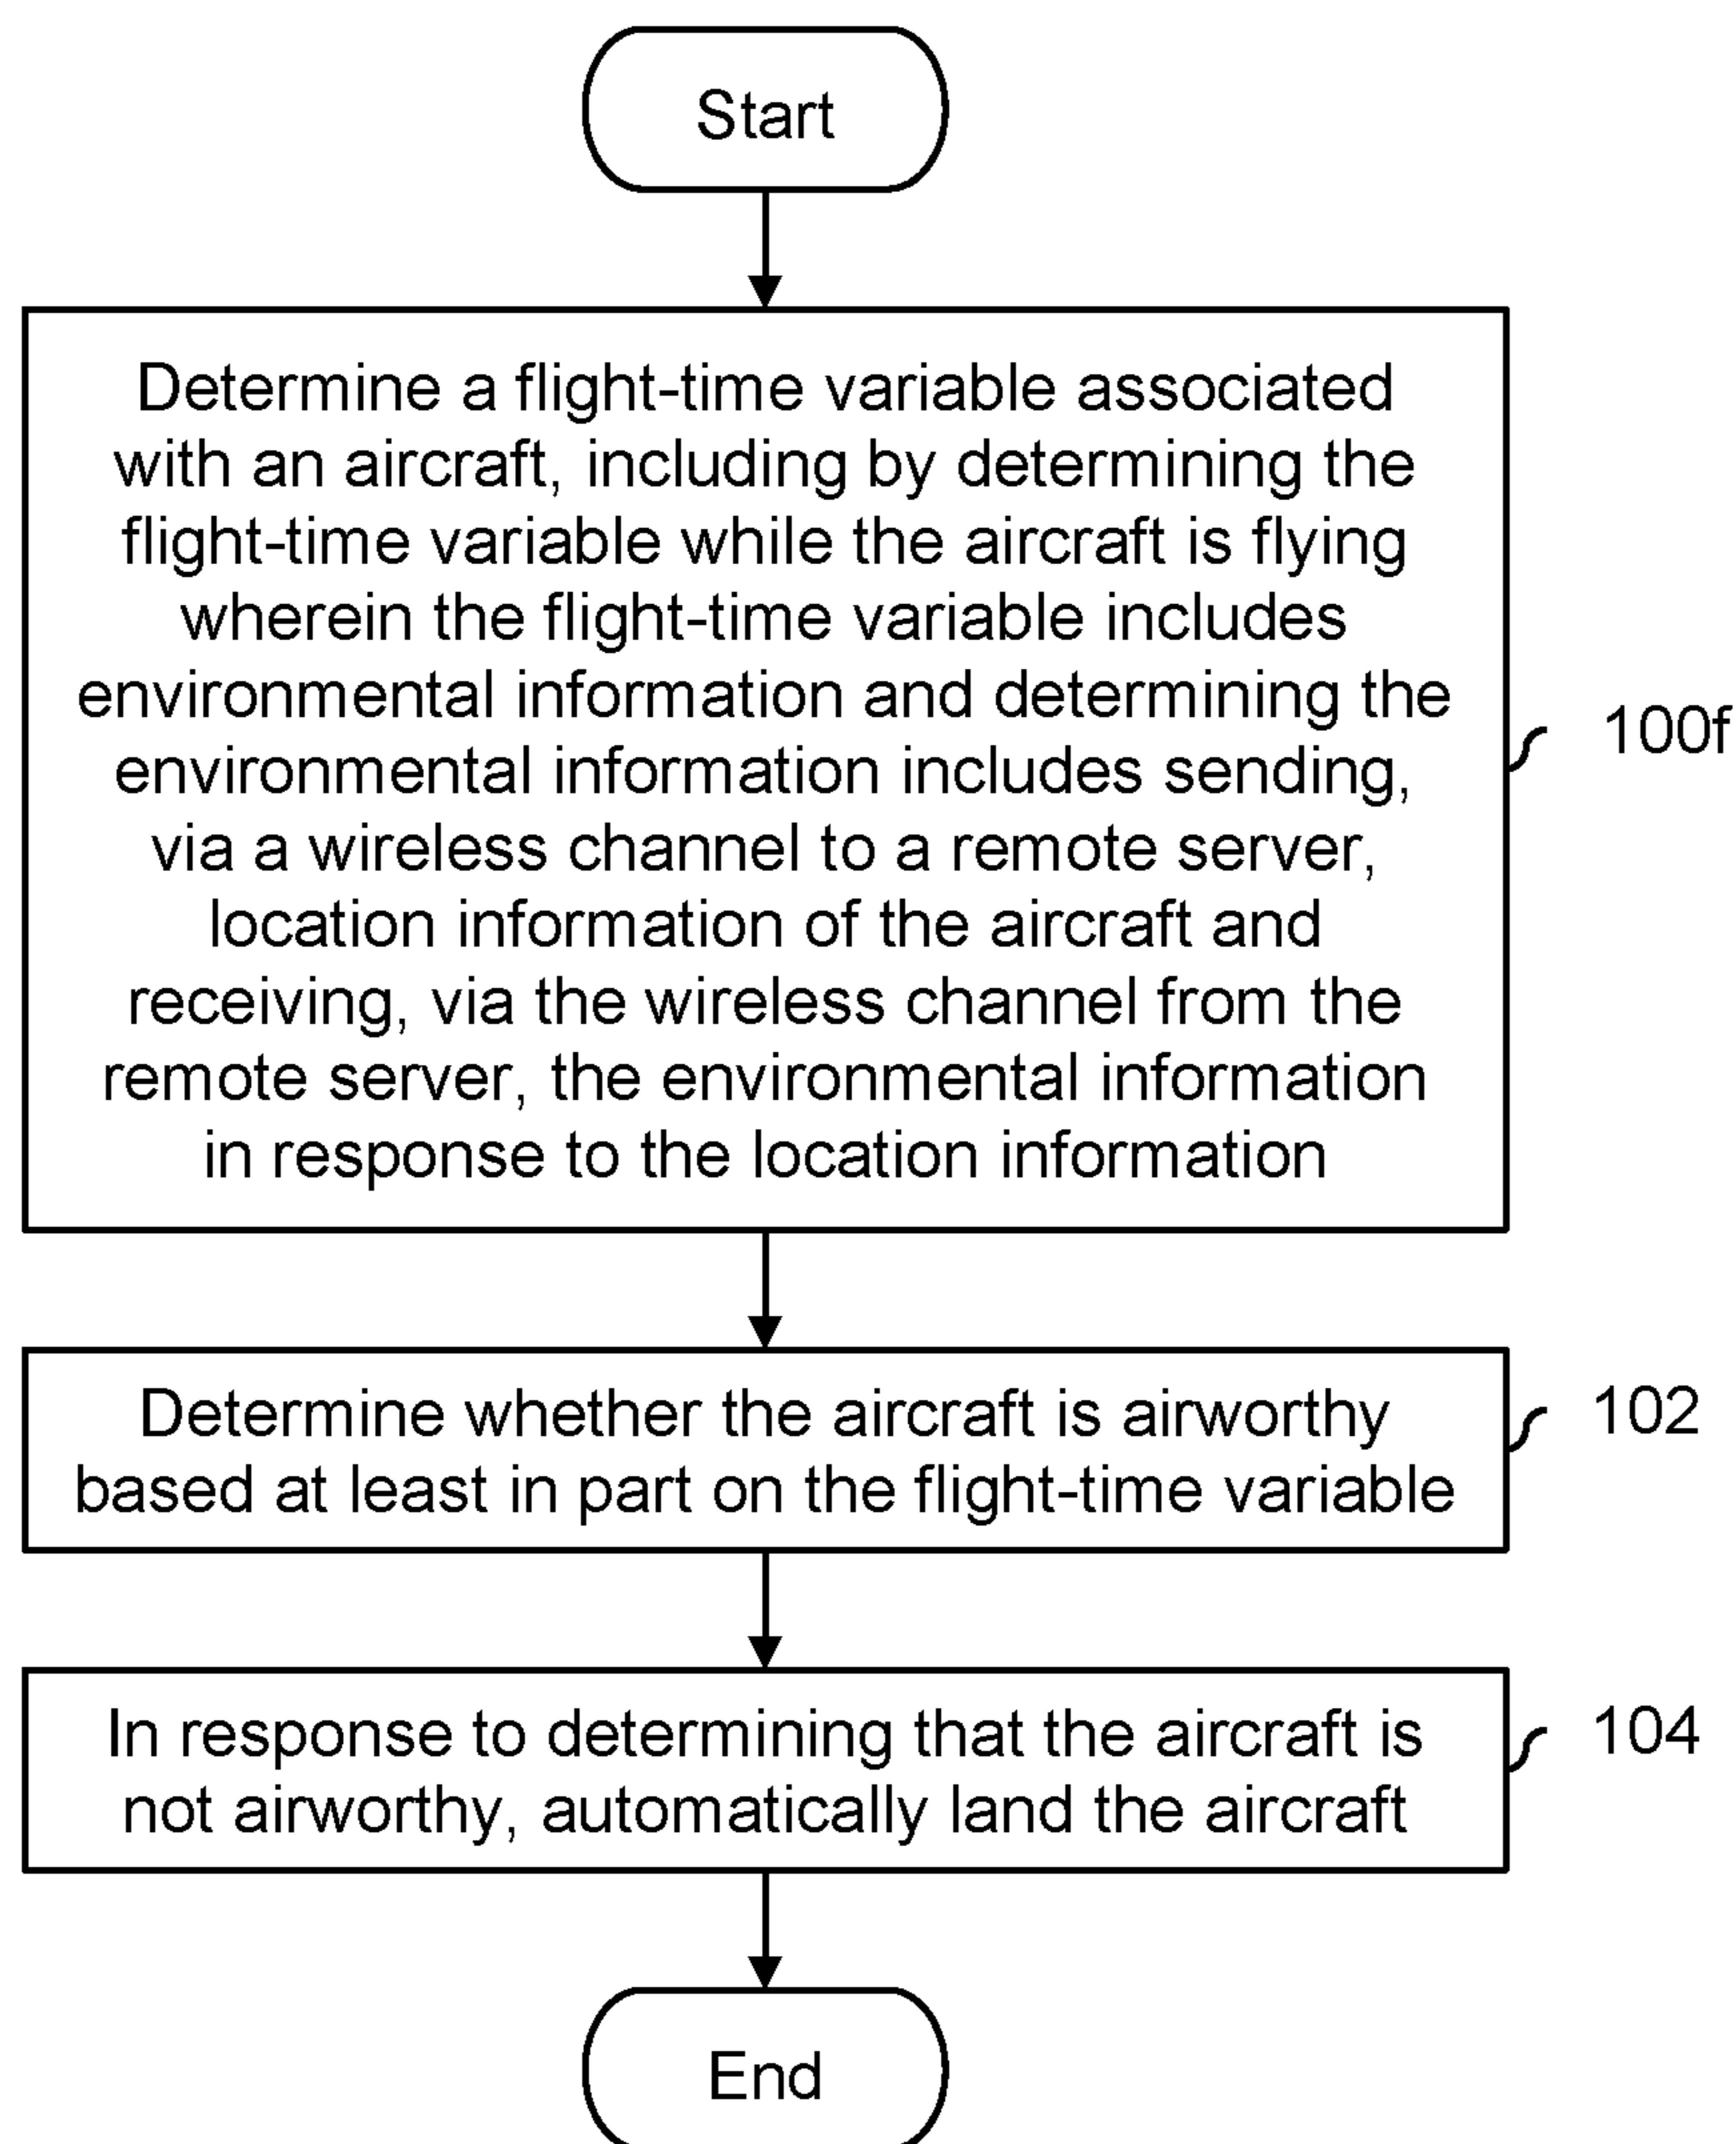 Start
Determine a flight-time variable associated
with an aircraft, including by determining the
flight-time variable while the aircraft is flying
wherein the flight-time variable includes
environmental information and determining the
environmental information includes sending,
via a wireless channel to a remote server,
location information of the aircraft and
receiving, via the wireless channel from the
remote server, the environmental information
in response to the location information
100f
Determine whether the aircraft is airworthy
based at least in part on the flight-time variable
102
In response to determining that the aircraft is
not airworthy, automatically land the aircraft
104
End